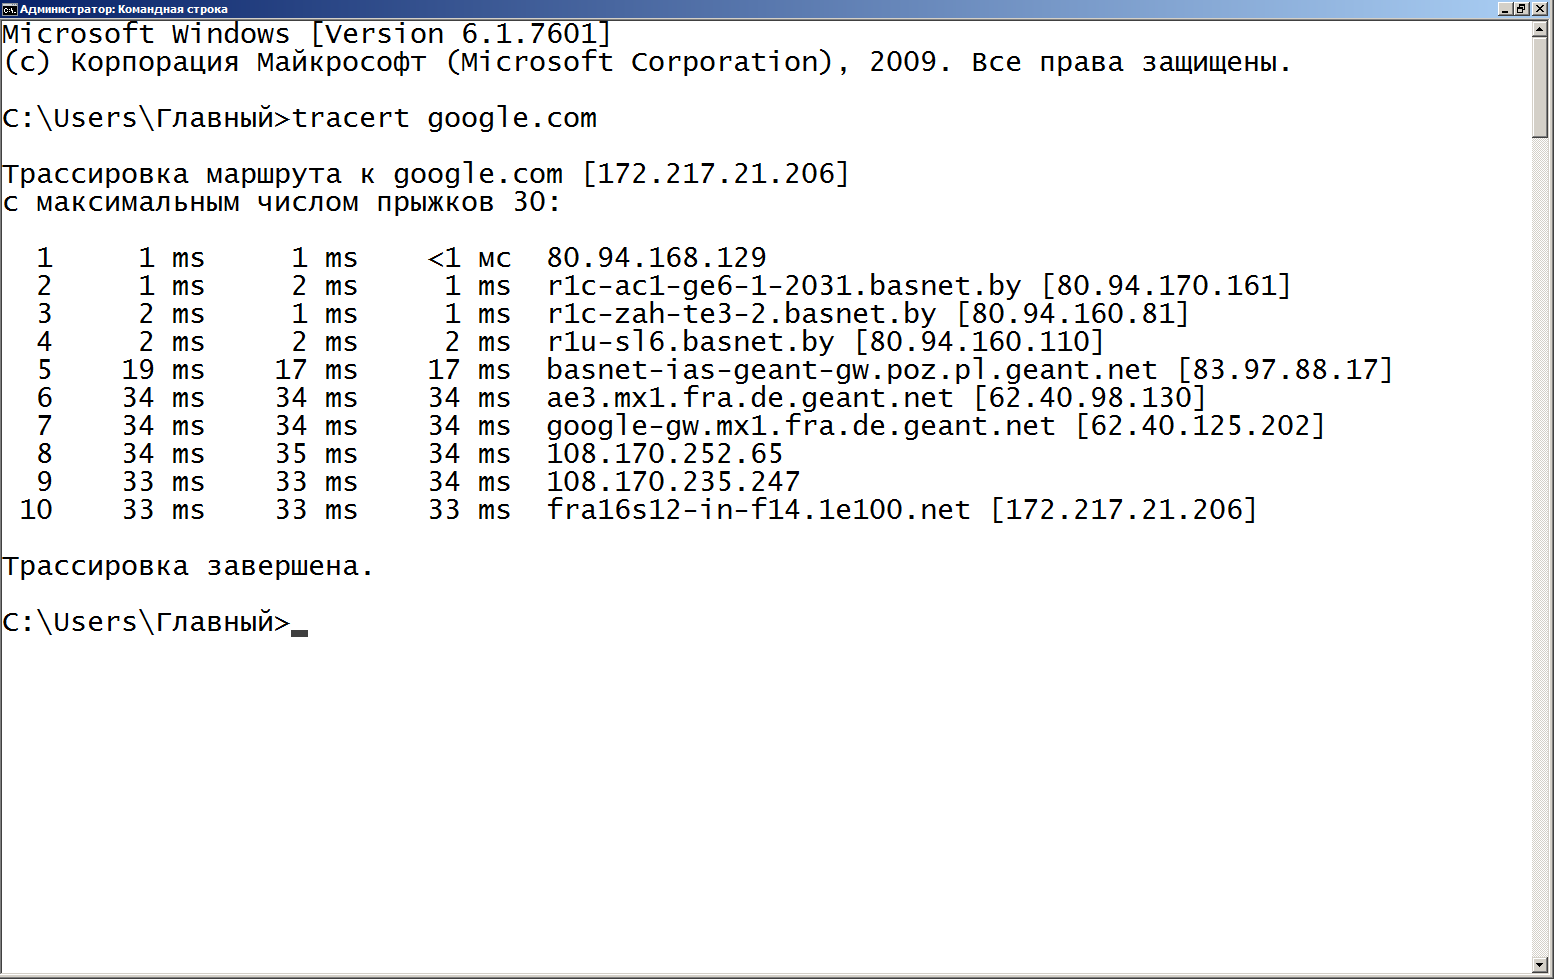 Администратор: Командная строка
Microsoft Windows [Version 6.1.7601]
(c) Корпорация Майкрософт (Microsoft Corporation), 2009. Все права защищены.
C:\Users\Главный>tracert google.com
Трассировка маршрута к google.com [172.217.21.206]
с максимальным числом прыжков 30:
1 1 ms 1 ms <1 мс 80.94.168.129
2 1 ms 2 ms 1 ms r1c-ac1-ge6-1-2031.basnet.by [80.94.170.161]
3 2 ms 1 ms 1 ms r1c-zah-te3-2.basnet.by [80.94.160.81]
4 2 ms 2 ms 2 ms r1u-sl6.basnet.by [80.94.160.110]
5 19 ms 17 ms 17 ms basnet-ias-geant-gw.poz.pl.geant.net [83.97.88.17]
6 34 ms 34 ms 34 ms ae3.mx1.fra.de.geant.net [62.40.98.130]
7 34 ms 34 ms 34 ms google-gw.mx1.fra.de.geant.net [62.40.125.202]
8 34 ms 35 ms 34 ms 108.170.252.65
9 33 ms 33 ms 34 ms 108.170.235.247
10 33 ms 33 ms 33 ms fra16s12-in-f14.1e100.net [172.217.21.206]
Трассировка завершена.
C:\Users\Главный>